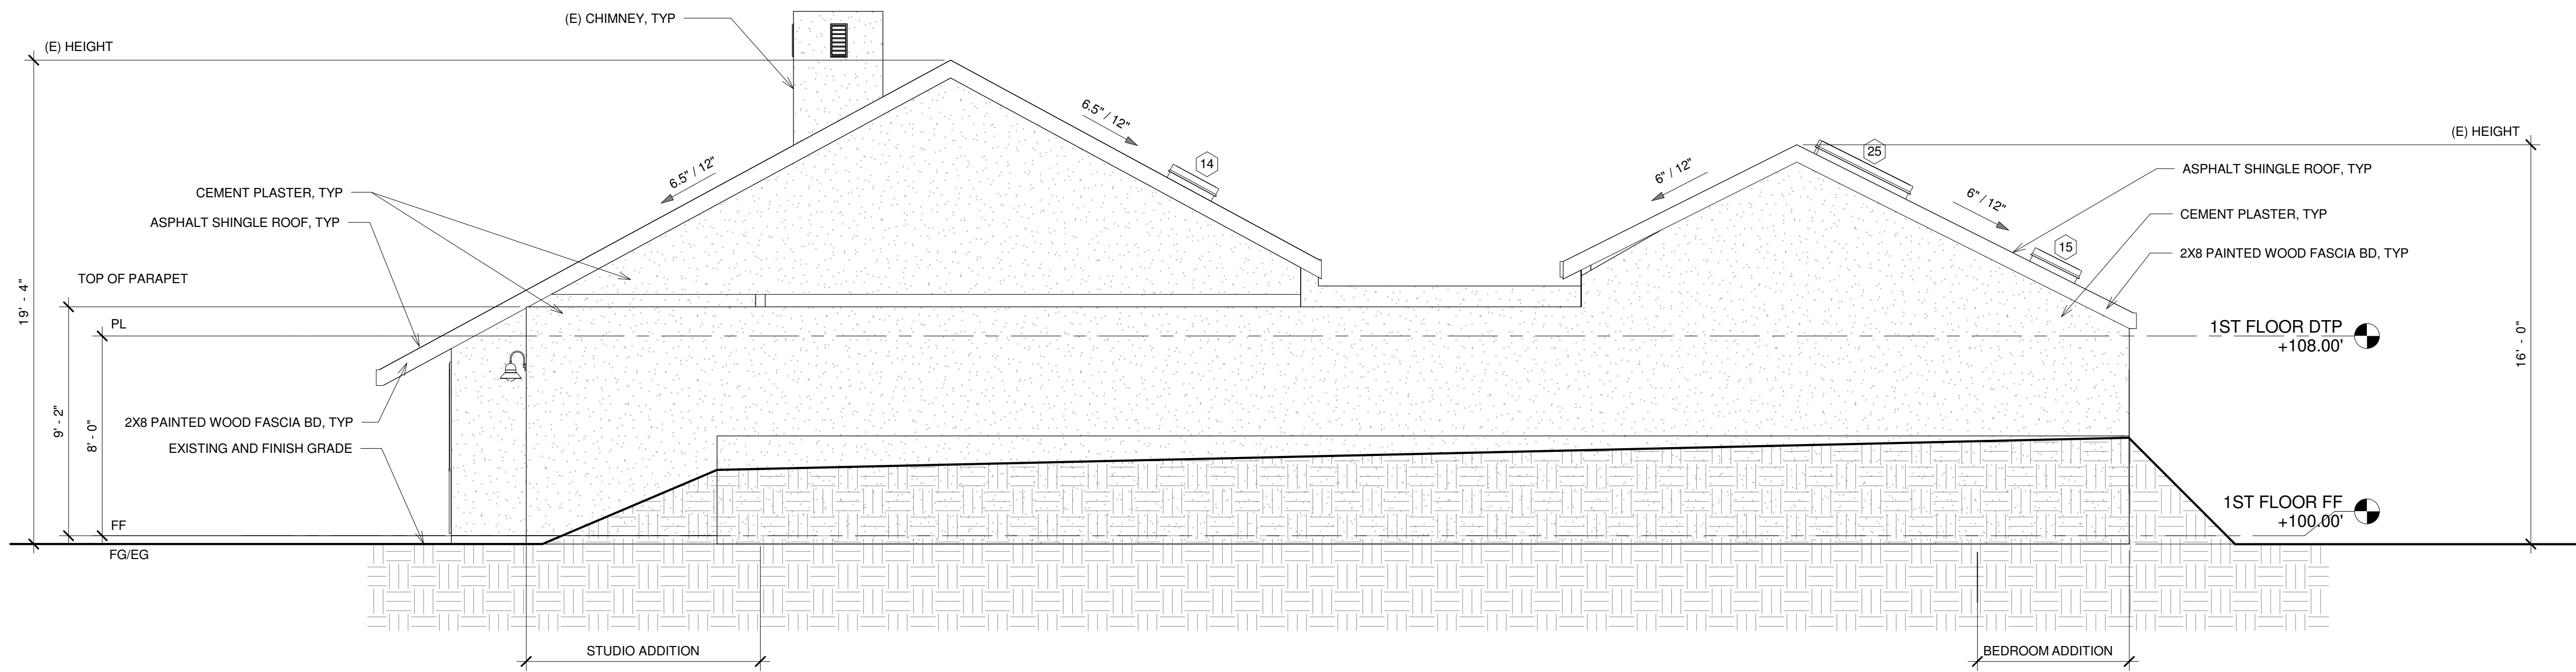 (E) CHIMNEY, TYP
(E) HEIGHT
6.5" / 12"
6.5" / 12"
14
(E) HEIGHT
25
6" / 12"
6" / 12"
15
ASPHALT SHINGLE ROOF, TYP
CEMENT PLASTER, TYP
2X8 PAINTED WOOD FASCIA BD, TYP
CEMENT PLASTER, TYP
ASPHALT SHINGLE ROOF, TYP
TOP OF PARAPET
19' - 4"
PL
9' - 2"
8' - 0"
2X8 PAINTED WOOD FASCIA BD, TYP
EXISTING AND FINISH GRADE
FF
FG/EG
1ST FLOOR DTP
+108.00'
16' - 0"
1ST FLOOR FF
+100.00'
STUDIO ADDITION
BEDROOM ADDITION